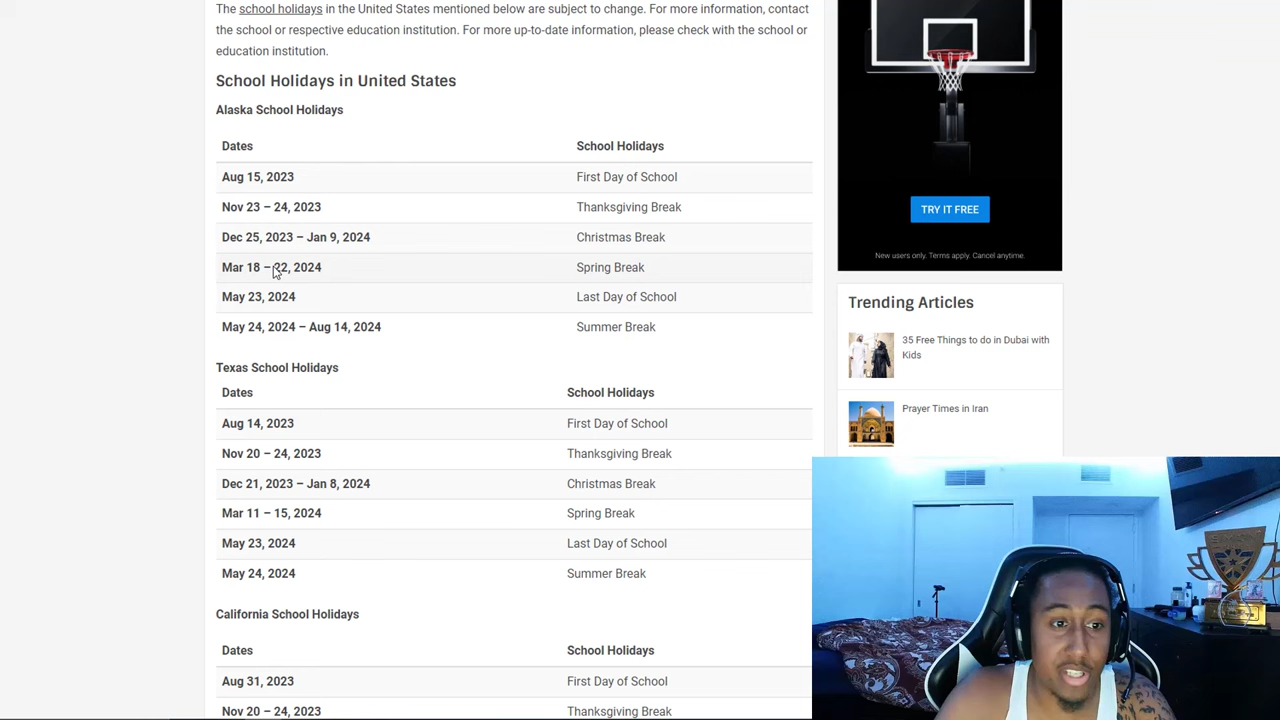 The school holidays in the United States mentioned below are subject to change. For more information, contact
the school or respective education institution. For more up-to-date information, please check with the school or
education institution.
School Holidays in United States
Alaska School Holidays
Dates School Holidays
Aug 15, 2023 First Day of School
Nov 23 – 24, 2023 Thanksgiving Break
Dec 25, 2023 – Jan 9, 2024 Christmas Break
Mar 18 – 22, 2024 Spring Break
May 23, 2024 Last Day of School
May 24, 2024 – Aug 14, 2024 Summer Break
Texas School Holidays
Dates School Holidays
Aug 14, 2023 First Day of School
Nov 20 – 24, 2023 Thanksgiving Break
Dec 21, 2023 – Jan 8, 2024 Christmas Break
Mar 11 – 15, 2024 Spring Break
May 23, 2024 Last Day of School
May 24, 2024 Summer Break
California School Holidays
Dates School Holidays
Aug 31, 2023 First Day of School
Nov 20 – 24, 2023 Thanksgiving Break
TRY IT FREE
New users only. Terms apply. Cancel anytime.
Trending Articles
35 Free Things to do in Dubai with
Kids
Prayer Times in Iran